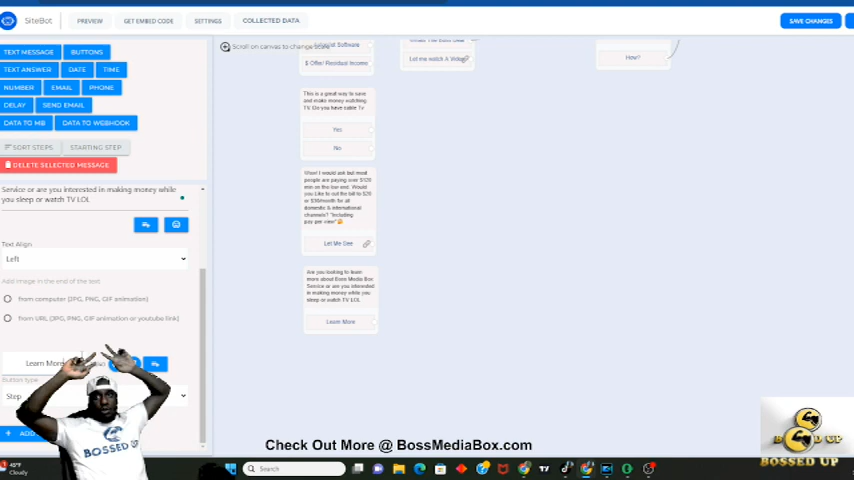 SiteBot
PREVIEW
GET EMBED CODE
SETTINGS
COLLECTED DATA
SAVE CHANGES
TEXT MESSAGE
BUTTONS
TEXT ANSWER
DATE
TIME
NUMBER
EMAIL
PHONE
DELAY
SEND EMAIL
DATA TO MB
DATA TO WEBHOOK
SORT STEPS
STARTING STEP
DELETE SELECTED MESSAGE
Service or are you interested in making money while
you sleep or watch TV LOL
Text Align
Left
Add image in the end of the text:
from computer (JPG, PNG, GIF animation)
from URL (JPG, PNG, GIF animation or youtube link)
Learn More
Button type
Step
Scroll on canvas to change scale
Software
$ Offer/ Residual Income
Let me watch A Video
How?
This is a great way to save
and make money watching
TV. Do you have cable Tv
Yes
No
Wow! I would ask but most
people are paying over $120
mn on the low end. Would
you Like to cut the bill to $20
or $30/month for all
domestic & international
channels? "Including
pay per view"
Let Me See
Are you looking to learn
more about Boss Media Box
Service or are you interested
in making money while you
sleep or watch TV LOL
Learn More
BOSSED UP
Check Out More @ BossMediaBox.com
BOSSED UP
45°F
Cloudy
Search